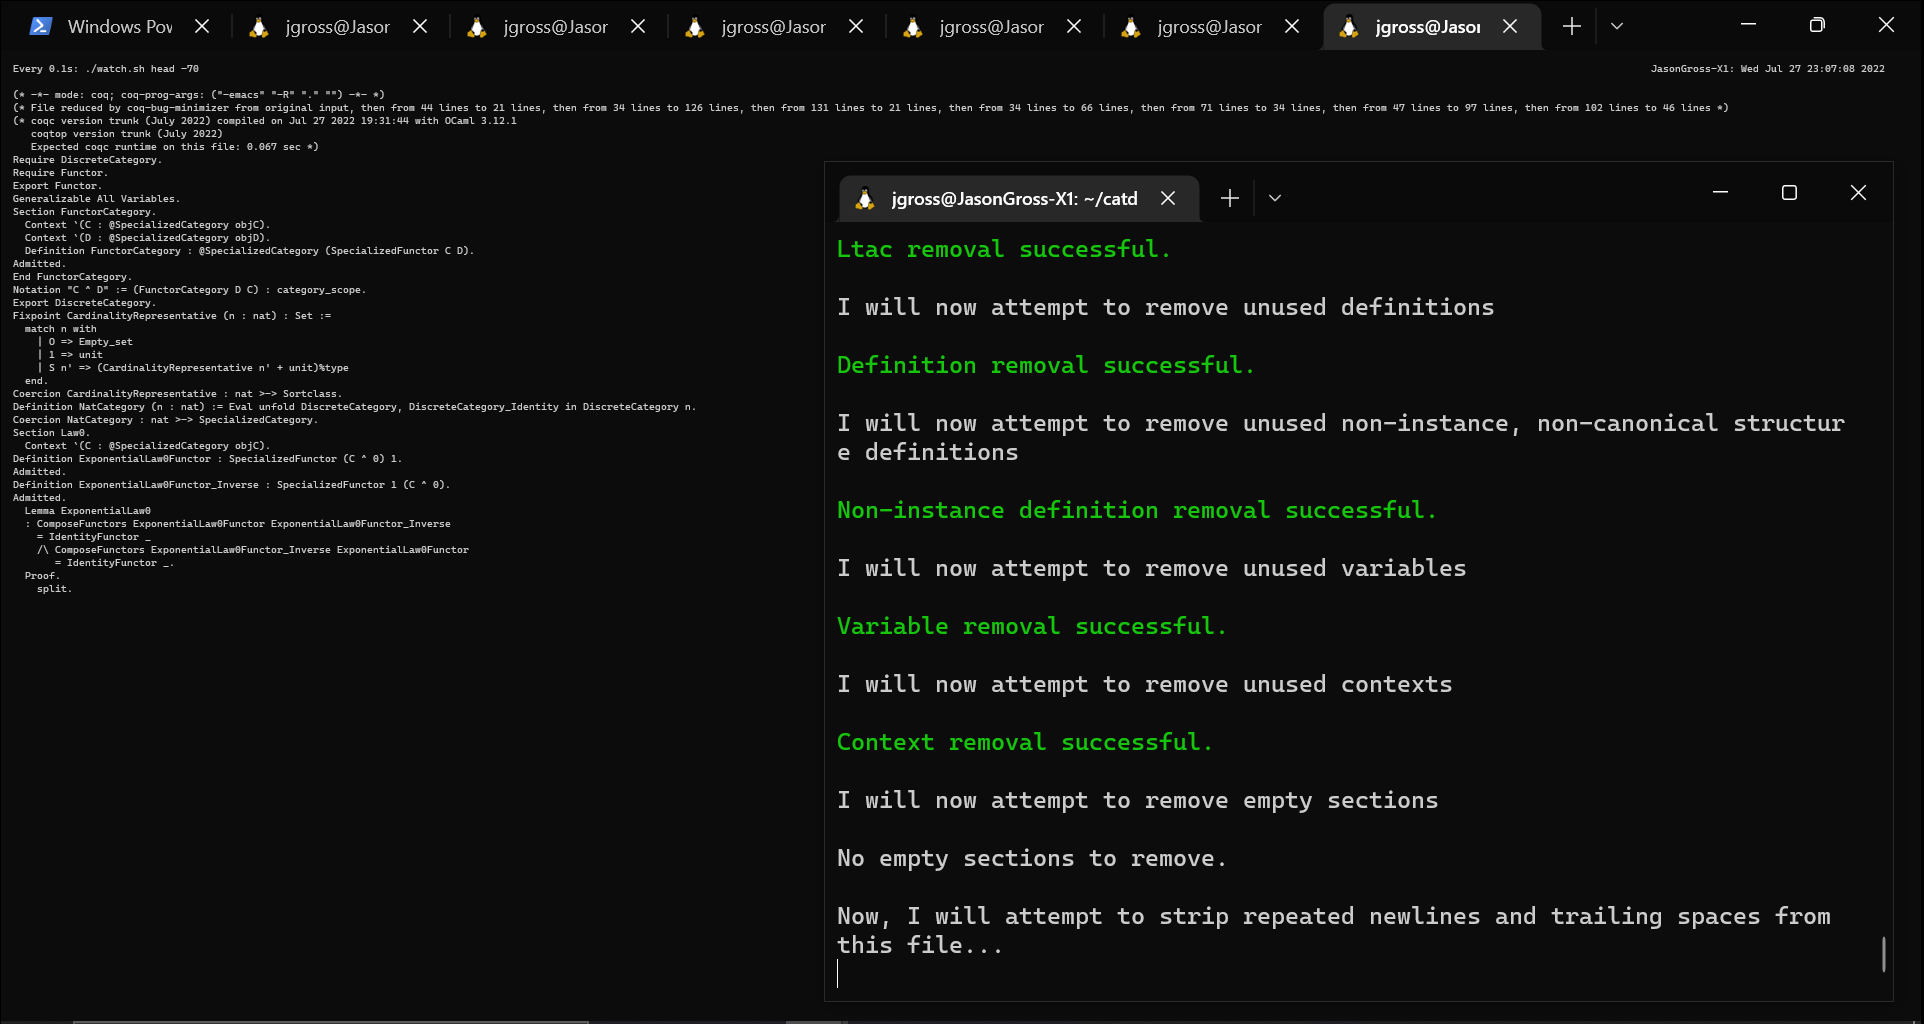 Windows Pov
jgross@Jasor
jgross@Jasor
jgross@Jasor
jgross@Jasor
jgross@Jasor
jgross@Jasor
Every 0.1s: ./watch.sh head -70
JasonGross-X1: Wed Jul 27 23:07:08 2022
(* -*- mode: coq; coq-prog-args: ("-emacs" "-R" "." "") -*- *)
(* File reduced by coq-bug-minimizer from original input, then from 44 lines to 21 lines, then from 34 lines to 126 lines, then from 131 lines to 21 lines, then from 34 lines to 66 lines, then from 71 lines to 34 lines, then from 47 lines to 97 lines, then from 102 lines to 46 lines *)
(* coqc version trunk (July 2022) compiled on Jul 27 2022 19:31:44 with OCaml 3.12.1
   coqtop version trunk (July 2022)
   Expected coqc runtime on this file: 0.067 sec *)
Require DiscreteCategory.
Require Functor.
Export Functor.
Generalizable All Variables.
Section FunctorCategory.
  Context `(C : @SpecializedCategory objC).
  Context `(D : @SpecializedCategory objD).
  Definition FunctorCategory : @SpecializedCategory (SpecializedFunctor C D).
Admitted.
End FunctorCategory.
Notation "C ^ D" := (FunctorCategory D C) : category_scope.
Export DiscreteCategory.
Fixpoint CardinalityRepresentative (n : nat) : Set :=
  match n with
    | O => Empty_set
    | 1 => unit
    | S n' => (CardinalityRepresentative n' + unit)%type
  end.
Coercion CardinalityRepresentative : nat >-> Sortclass.
Definition NatCategory (n : nat) := Eval unfold DiscreteCategory, DiscreteCategory_Identity in DiscreteCategory n.
Coercion NatCategory : nat >-> SpecializedCategory.
Section Law0.
  Context `(C : @SpecializedCategory objC).
Definition ExponentialLaw0Functor : SpecializedFunctor (C ^ 0) 1.
Admitted.
Definition ExponentialLaw0Functor_Inverse : SpecializedFunctor 1 (C ^ 0).
Admitted.
  Lemma ExponentialLaw0
  : ComposeFunctors ExponentialLaw0Functor ExponentialLaw0Functor_Inverse
    = IdentityFunctor _
    /\ ComposeFunctors ExponentialLaw0Functor_Inverse ExponentialLaw0Functor
       = IdentityFunctor _.
  Proof.
    split.
jgross@JasonGross-X1: ~/catd
Ltac removal successful.
I will now attempt to remove unused definitions
Definition removal successful.
I will now attempt to remove unused non-instance, non-canonical structur
e definitions
Non-instance definition removal successful.
I will now attempt to remove unused variables
Variable removal successful.
I will now attempt to remove unused contexts
Context removal successful.
I will now attempt to remove empty sections
No empty sections to remove.
Now, I will attempt to strip repeated newlines and trailing spaces from
this file...